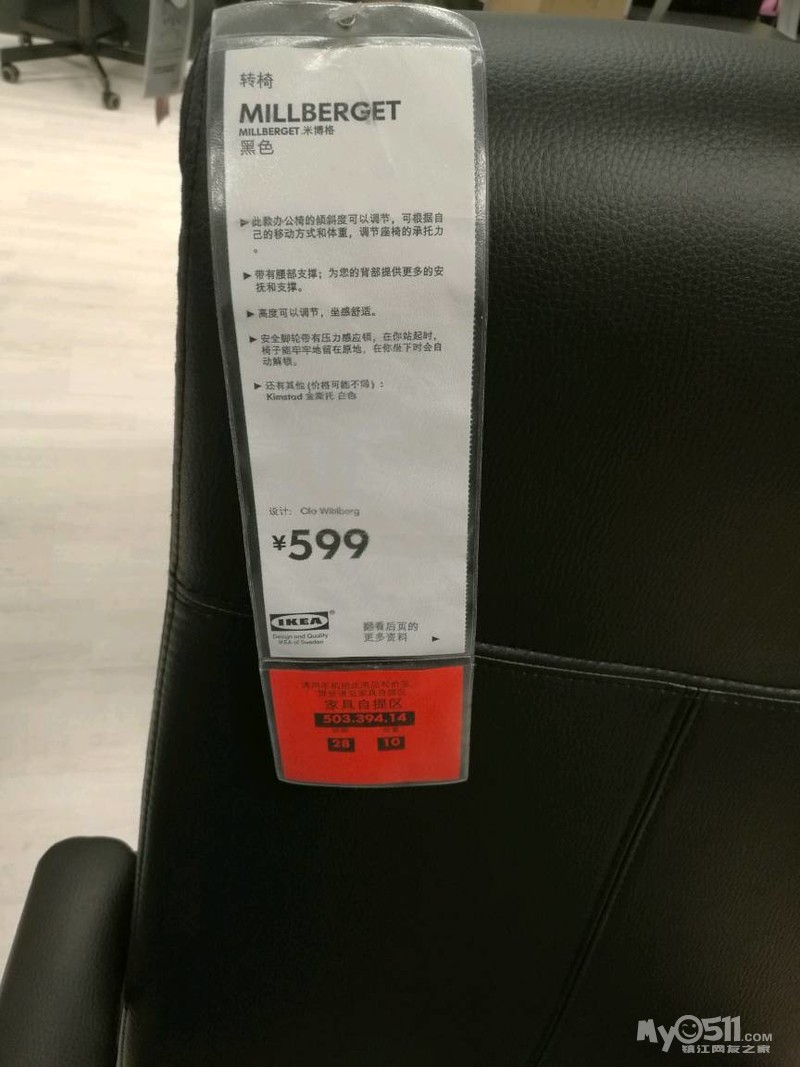 转椅
MILLBERGET
MILLBERGET 米博格
黑色
▶ 此款办公椅的倾斜度可以调节，可根据自
己的移动方式和体重，调节座椅的承托力
。
▶ 带有腰部支撑；为您的背部提供更多的安
抚和支撑。
▶ 高度可以调节，坐感舒适。
▶ 安全脚轮带有压力感应锁，在你站起时，
椅子能牢牢地留在原地，在你坐下时会自
动解锁。
▶ 还有其他（价格可能不同）：
Kimstad 金斯托 白色
设计：
¥599
IKEA®
Design and Quality
IKEA of Sweden
翻看后页的
更多资料 ▶
家具自提区
503.394.14
28 10
My0511.COM
镇江网友之家